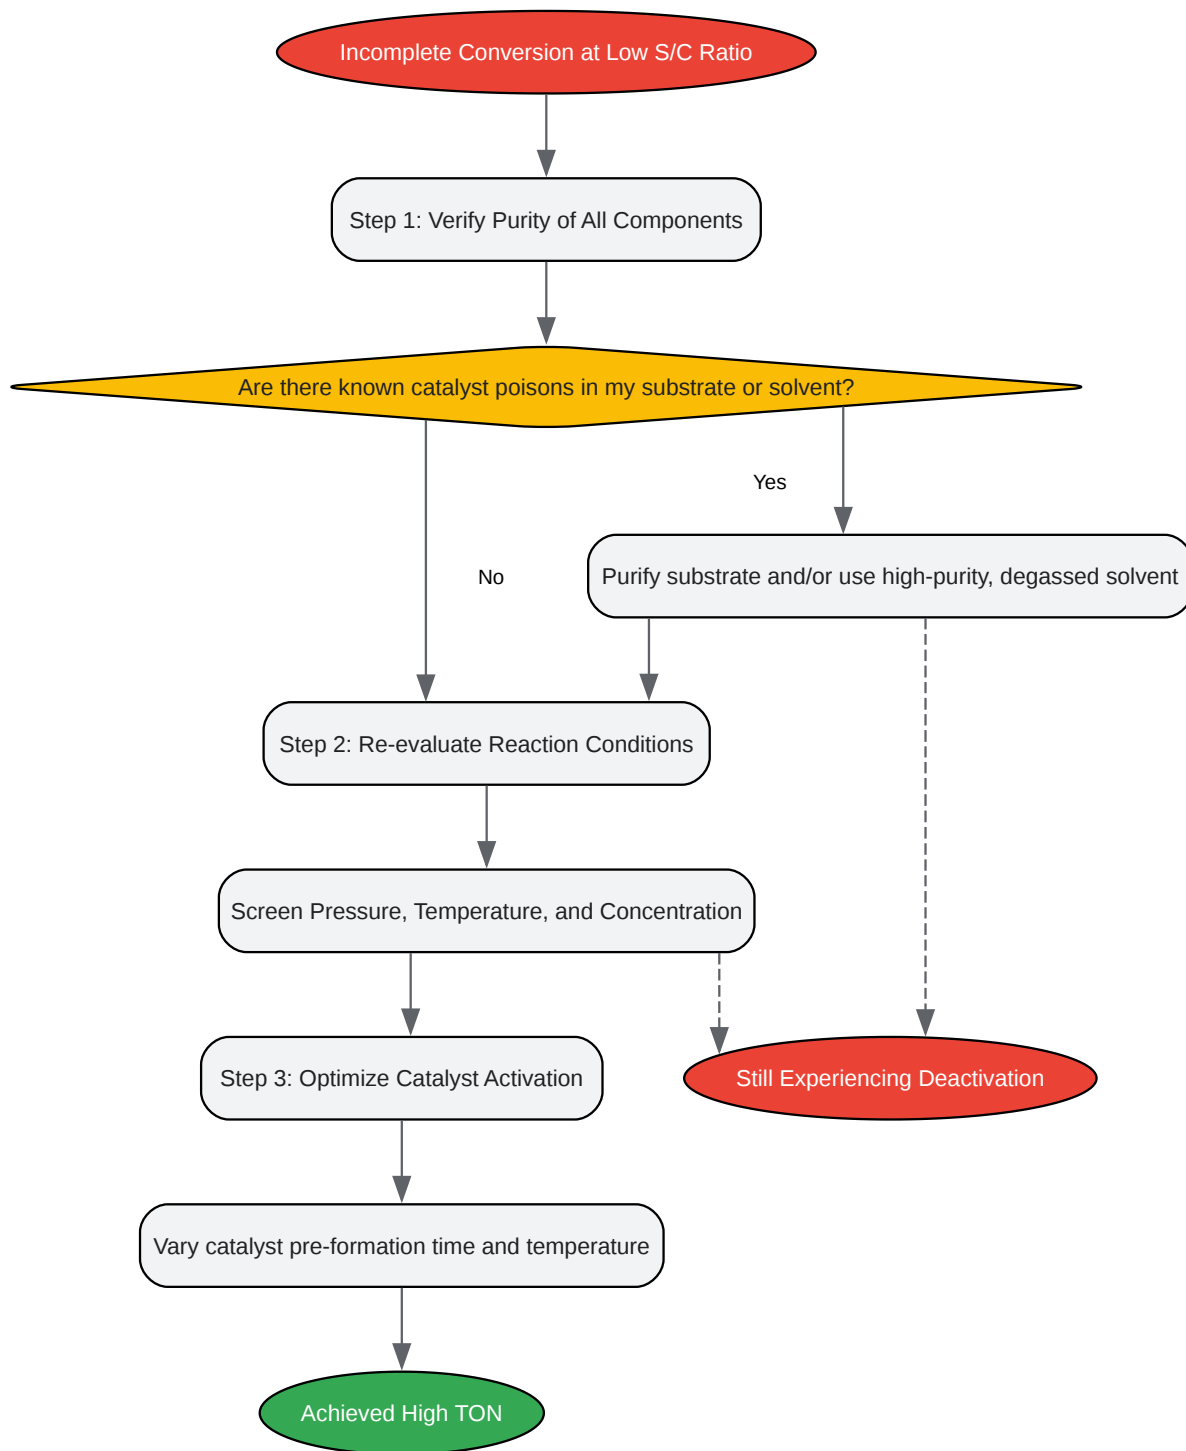 Incomplete Conversion at Low S/C Ratio
Step 1: Verify Purity of All Components
Are there known catalyst poisons in my substrate or solvent?
Yes
No
Purify substrate and/or use high-purity, degassed solvent
Step 2: Re-evaluate Reaction Conditions
Screen Pressure, Temperature, and Concentration
Step 3: Optimize Catalyst Activation
Still Experiencing Deactivation
Vary catalyst pre-formation time and temperature
Achieved High TON